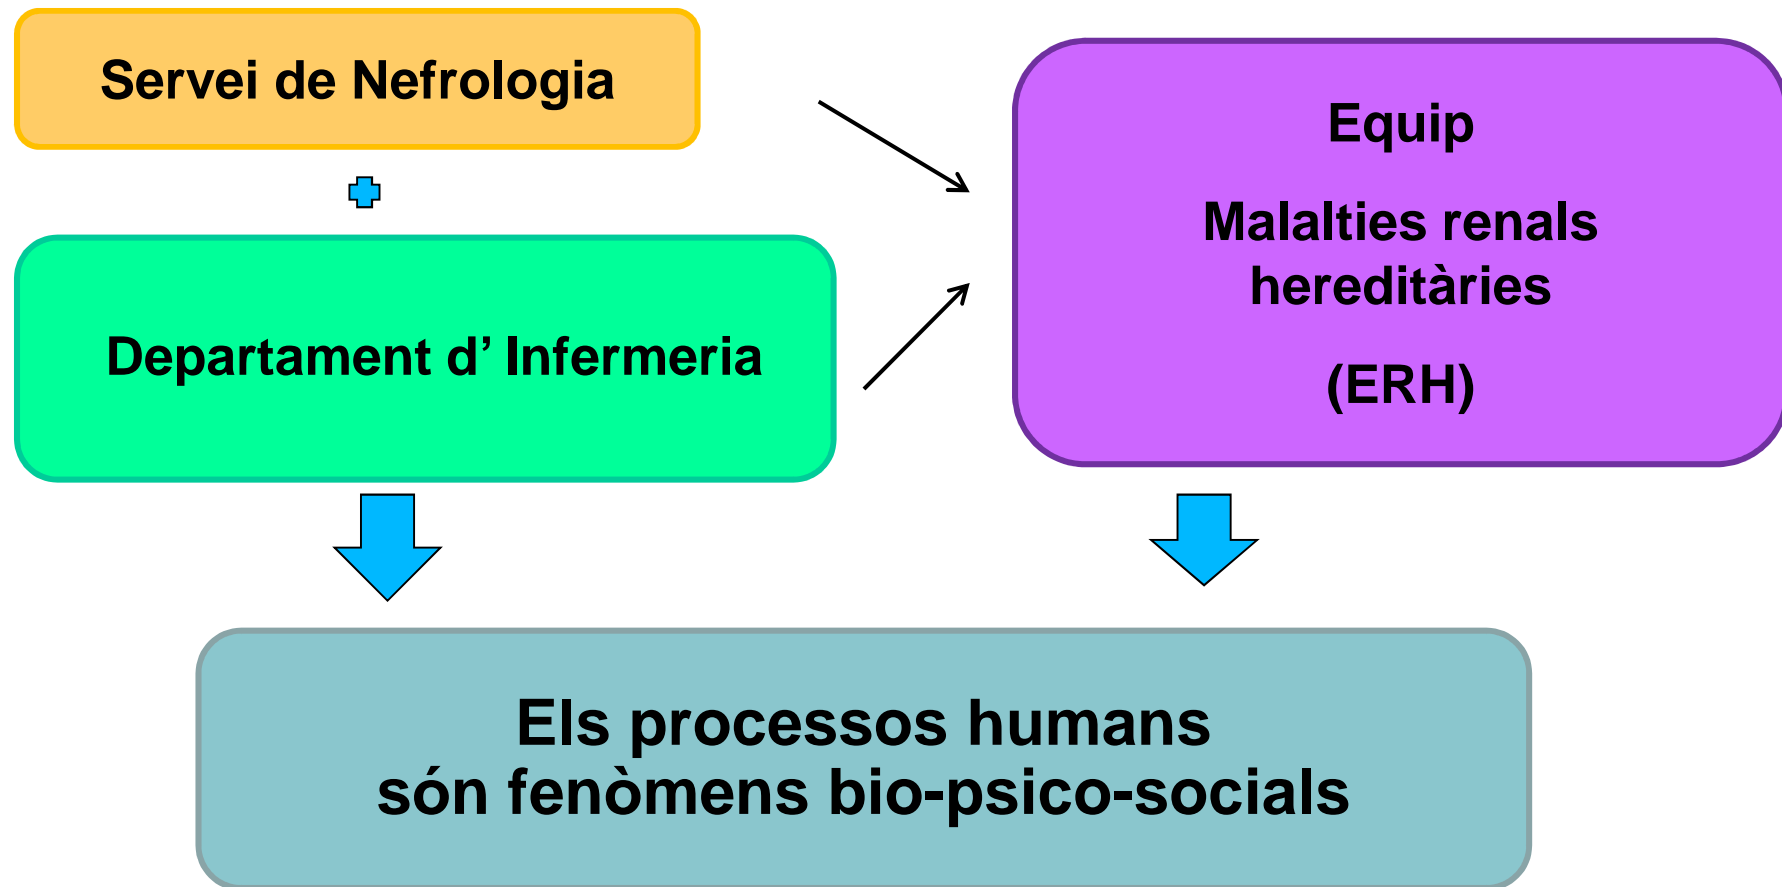 Servei de Nefrologia
Departament d’ Infermeria
Equip
Malalties renals
hereditàries
(ERH)
Els processos humans
són fenòmens bio-psico-socials